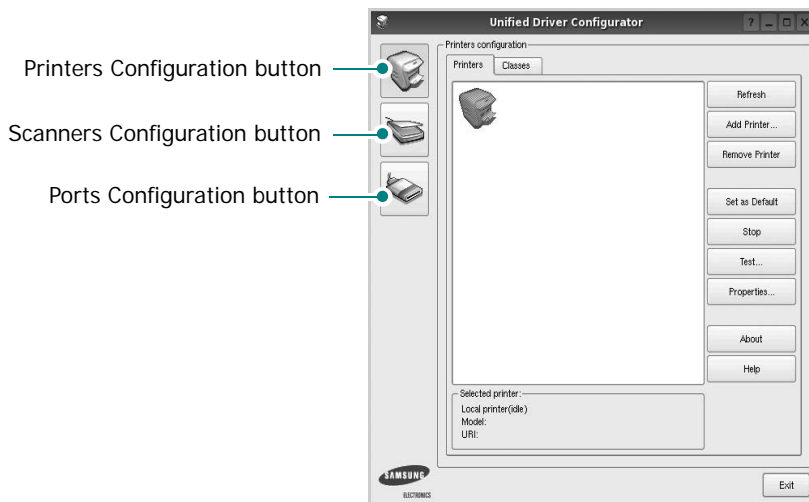 Unified Driver Configurator
Printers Configuration button
Scanners Configuration button
Ports Configuration button
Printers configuration
Printers Classes
Refresh
Add Printer...
Remove Printer
Set as Default
Stop
Test...
Properties...
About
Help
Selected printer:
Local printer(idle)
Model:
URI:
SAMSUNG
ELECTRONICS
Exit